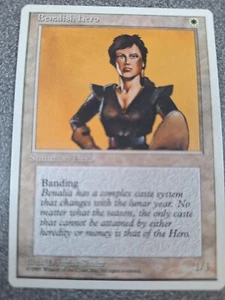 Benalish Hero
Summon Hero
Banding
Benalia has a complex caste system
that changes with the lunar year. No
matter what the season, the only caste
that cannot be attained by either
heredity or money is that of the Hero.
1/1